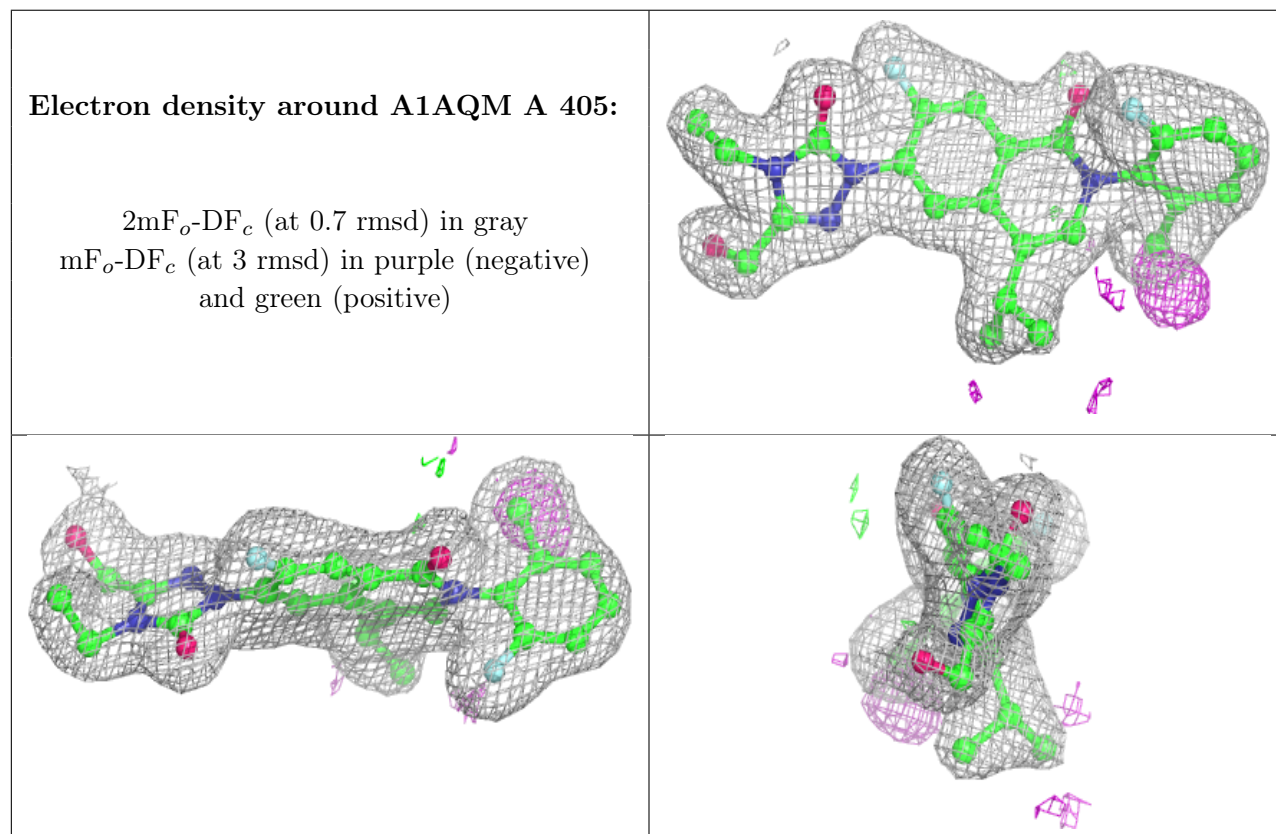 Electron density around A1AQM A 405:
2mFo-DFc (at 0.7 rmsd) in gray
mFo-DFc (at 3 rmsd) in purple (negative)
and green (positive)